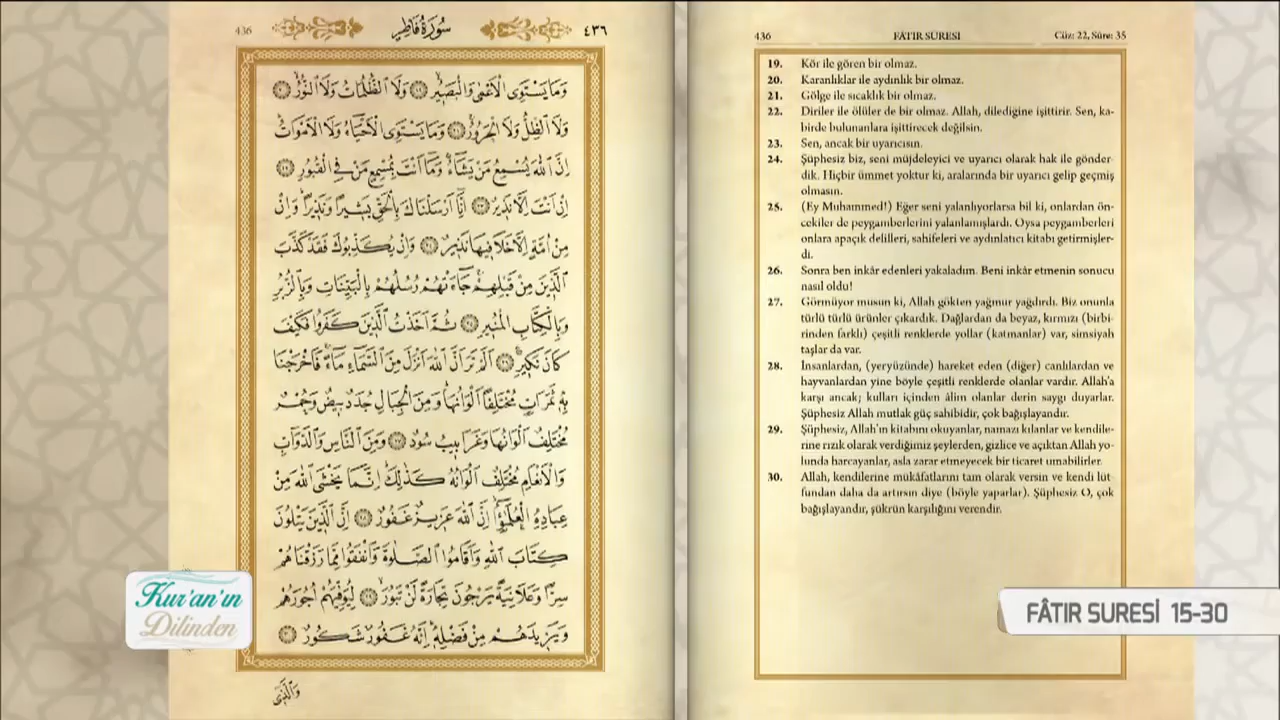 436
سورة فاطر
٤٣٦
وَمَا يَسْتَوِى الْاَعْمٰى وَالْبَصٖيرُۙ ﴿١٩﴾ وَلَا الظُّلُمَاتُ وَلَا النُّورُۙ ﴿٢٠﴾
وَلَا الظِّلُّ وَلَا الْحَرُورُۚ ﴿٢١﴾ وَمَا يَسْتَوِى الْاَحْيَٓاءُ وَلَا الْاَمْوَاتُؕ
اِنَّ اللّٰهَ يُسْمِعُ مَنْ يَشَٓاءُۚ وَمَٓا اَنْتَ بِمُسْمِعٍ مَنْ فِى الْقُبُورِ ﴿٢٢﴾
اِنْ اَنْتَ اِلَّا نَذٖيرٌ ﴿٢٣﴾ اِنَّٓا اَرْسَلْنَاكَ بِالْحَقِّ بَشٖيرًا وَنَذٖيرًاؕ وَاِنْ
مِنْ اُمَّةٍ اِلَّا خَلَا فٖيهَا نَذٖيرٌ ﴿٢٤﴾ وَاِنْ يُكَذِّبُوكَ فَقَدْ كَذَّبَ
الَّذٖينَ مِنْ قَبْلِهِمْۚ جَٓاءَتْهُمْ رُسُلُهُمْ بِالْبَيِّنَاتِ وَبِالزُّبُرِ
وَبِالْكِتَابِ الْمُنٖيرِ ﴿٢٥﴾ ثُمَّ اَخَذْتُ الَّذٖينَ كَفَرُوا فَكَيْفَ
كَانَ نَكٖيرِ ﴿٢٦﴾ اَلَمْ تَرَ اَنَّ اللّٰهَ اَنْزَلَ مِنَ السَّمَٓاءِ مَٓاءًۚ فَاَخْرَجْنَا
بِهٖ ثَمَرَاتٍ مُخْتَلِفًا اَلْوَانُهَاؕ وَمِنَ الْجِبَالِ جُدَدٌ بٖيضٌ وَحُمْرٌ
مُخْتَلِفٌ اَلْوَانُهَا وَغَرَابٖيبُ سُودٌ ﴿٢٧﴾ وَمِنَ النَّاسِ وَالدَّوَٓابِّ
وَالْاَنْعَامِ مُخْتَلِفٌ اَلْوَانُهُ كَذٰلِكَؕ اِنَّمَا يَخْشَى اللّٰهَ مِنْ
عِبَادِهِ الْعُلَمٰٓؤُاؕ اِنَّ اللّٰهَ عَزٖيزٌ غَفُورٌ ﴿٢٨﴾ اِنَّ الَّذٖينَ يَتْلُونَ
كِتَابَ اللّٰهِ وَاَقَامُوا الصَّلٰوةَ وَاَنْفَقُوا مِمَّا رَزَقْنَاهُمْ
سِرًّا وَعَلَانِيَةً يَرْجُونَ تِجَارَةً لَنْ تَبُورَۙ ﴿٢٩﴾ لِيُوَفِّيَهُمْ اُجُورَهُمْ
وَيَزٖيدَهُمْ مِنْ فَضْلِهٖؕ اِنَّهُ غَفُورٌ شَكُورٌ ﴿٣٠﴾
وَالَّذٖى
Kur'an'ın
Dilinden
436 FÂTIR SURESİ Cüz: 22, Sûre: 35
19. Kör ile gören bir olmaz.
20. Karanlıklar ile aydınlık bir olmaz.
21. Gölge ile sıcaklık bir olmaz.
22. Diriler ile ölüler de bir olmaz. Allah, dilediğine işittirir. Sen, ka-
birde bulunanlara işittirecek değilsin.
23. Sen, ancak bir uyarıcısın.
24. Şüphesiz biz, seni müjdeleyici ve uyarıcı olarak hak ile gönder-
dik. Hiçbir ümmet yoktur ki, aralarında bir uyarıcı gelip geçmiş
olmasın.
25. (Ey Muhammed!) Eğer seni yalanlıyorlarsa bil ki, onlardan ön-
cekiler de peygamberlerini yalanlamışlardı. Oysa peygamberleri
onlara apaçık delilleri, sahifeleri ve aydınlatıcı kitabı getirmişler-
di.
26. Sonra ben inkâr edenleri yakaladım. Beni inkâr etmenin sonucu
nasıl oldu!
27. Görmüyor musun ki, Allah gökten yağmur yağdırdı. Biz onunla
türlü türlü ürünler çıkardık. Dağlardan da beyaz, kırmızı (birbi-
rinden farklı) çeşitli renklerde yollar (katmanlar) var, simsiyah
taşlar da var.
28. İnsanlardan, (yeryüzünde) hareket eden (diğer) canlılardan ve
hayvanlardan yine böyle çeşitli renklerde olanlar vardır. Allah'a
karşı ancak; kulları içinden âlim olanlar derin saygı duyarlar.
Şüphesiz Allah mutlak güç sahibidir, çok bağışlayandır.
29. Şüphesiz, Allah'ın kitabını okuyanlar, namazı kılanlar ve kendile-
rine rızık olarak verdiğimiz şeylerden, gizlice ve açıktan Allah yo-
lunda harcayanlar, asla zarar etmeyecek bir ticaret umabilirler.
30. Allah, kendilerine mükâfatlarını tam olarak versin ve kendi lüt-
fundan daha da artırsın diye (böyle yaparlar). Şüphesiz O, çok
bağışlayandır, şükrün karşılığını verendir.
FÂTIR SURESİ 15-30